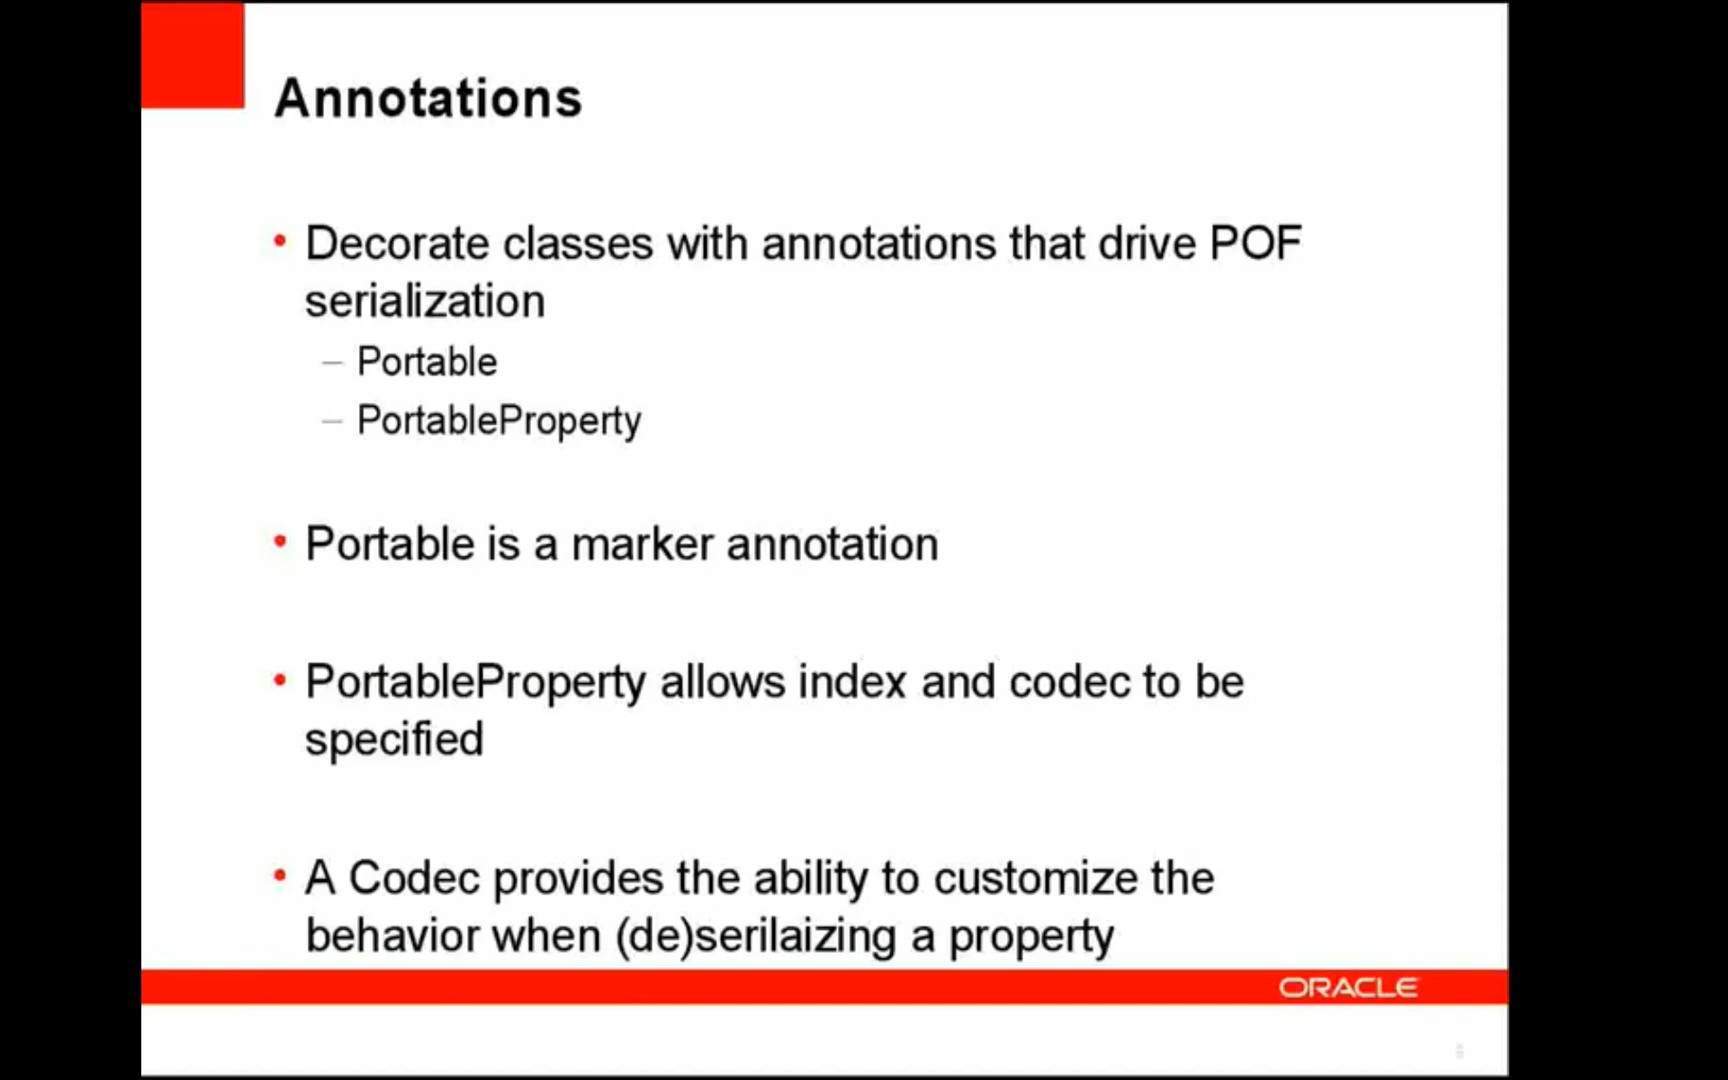 Annotations
• Decorate classes with annotations that drive POF
serialization
– Portable
– PortableProperty
• Portable is a marker annotation
• PortableProperty allows index and codec to be
specified
• A Codec provides the ability to customize the
behavior when (de)serilaizing a property
ORACLE